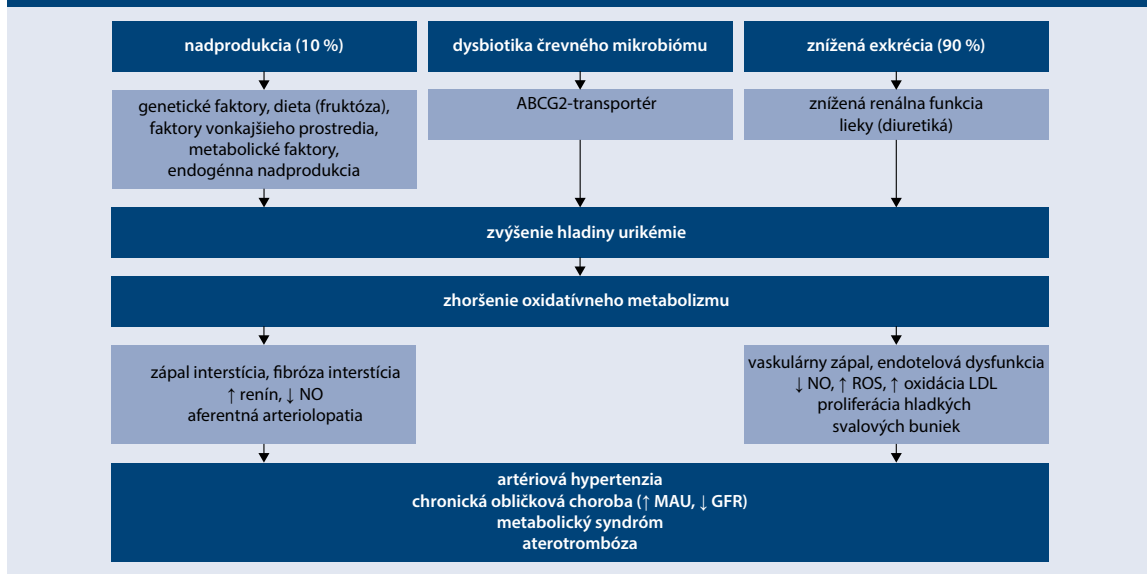 nadprodukcia (10 %)
dysbiotika črevného mikrobiómu
znížená exkrécia (90 %)
genetické faktory, dieta (fruktóza),
faktory vonkajšieho prostredia,
metabolické faktory,
endogénna nadprodukcia
ABCG2-transportér
znížená renálna funkcia
lieky (diuretiká)
zvýšenie hladiny urikémie
zhoršenie oxidatívneho metabolizmu
zápal interstícia, fibróza interstícia
↑ renín, ↓ NO
aferentná arteriolopatia
vaskulárny zápal, endotelová dysfunkcia
↓ NO, ↑ ROS, ↑ oxidácia LDL
proliferácia hladkých
svalových buniek
artériová hypertenzia
chronická obličková choroba (↑ MAU, ↓ GFR)
metabolický syndróm
aterotrombóza